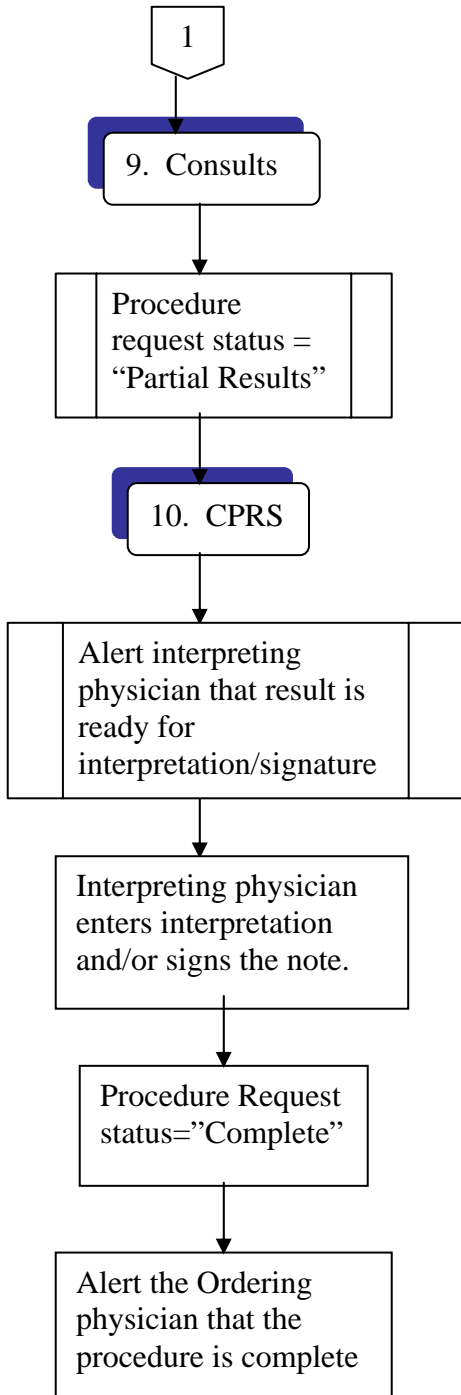 1
9. Consults
Procedure
request status =
“Partial Results”
10. CPRS
Alert interpreting
physician that result is
ready for
interpretation/signature
Interpreting physician
enters interpretation
and/or signs the note.
Procedure Request
status=”Complete”
Alert the Ordering
physician that the
procedure is complete